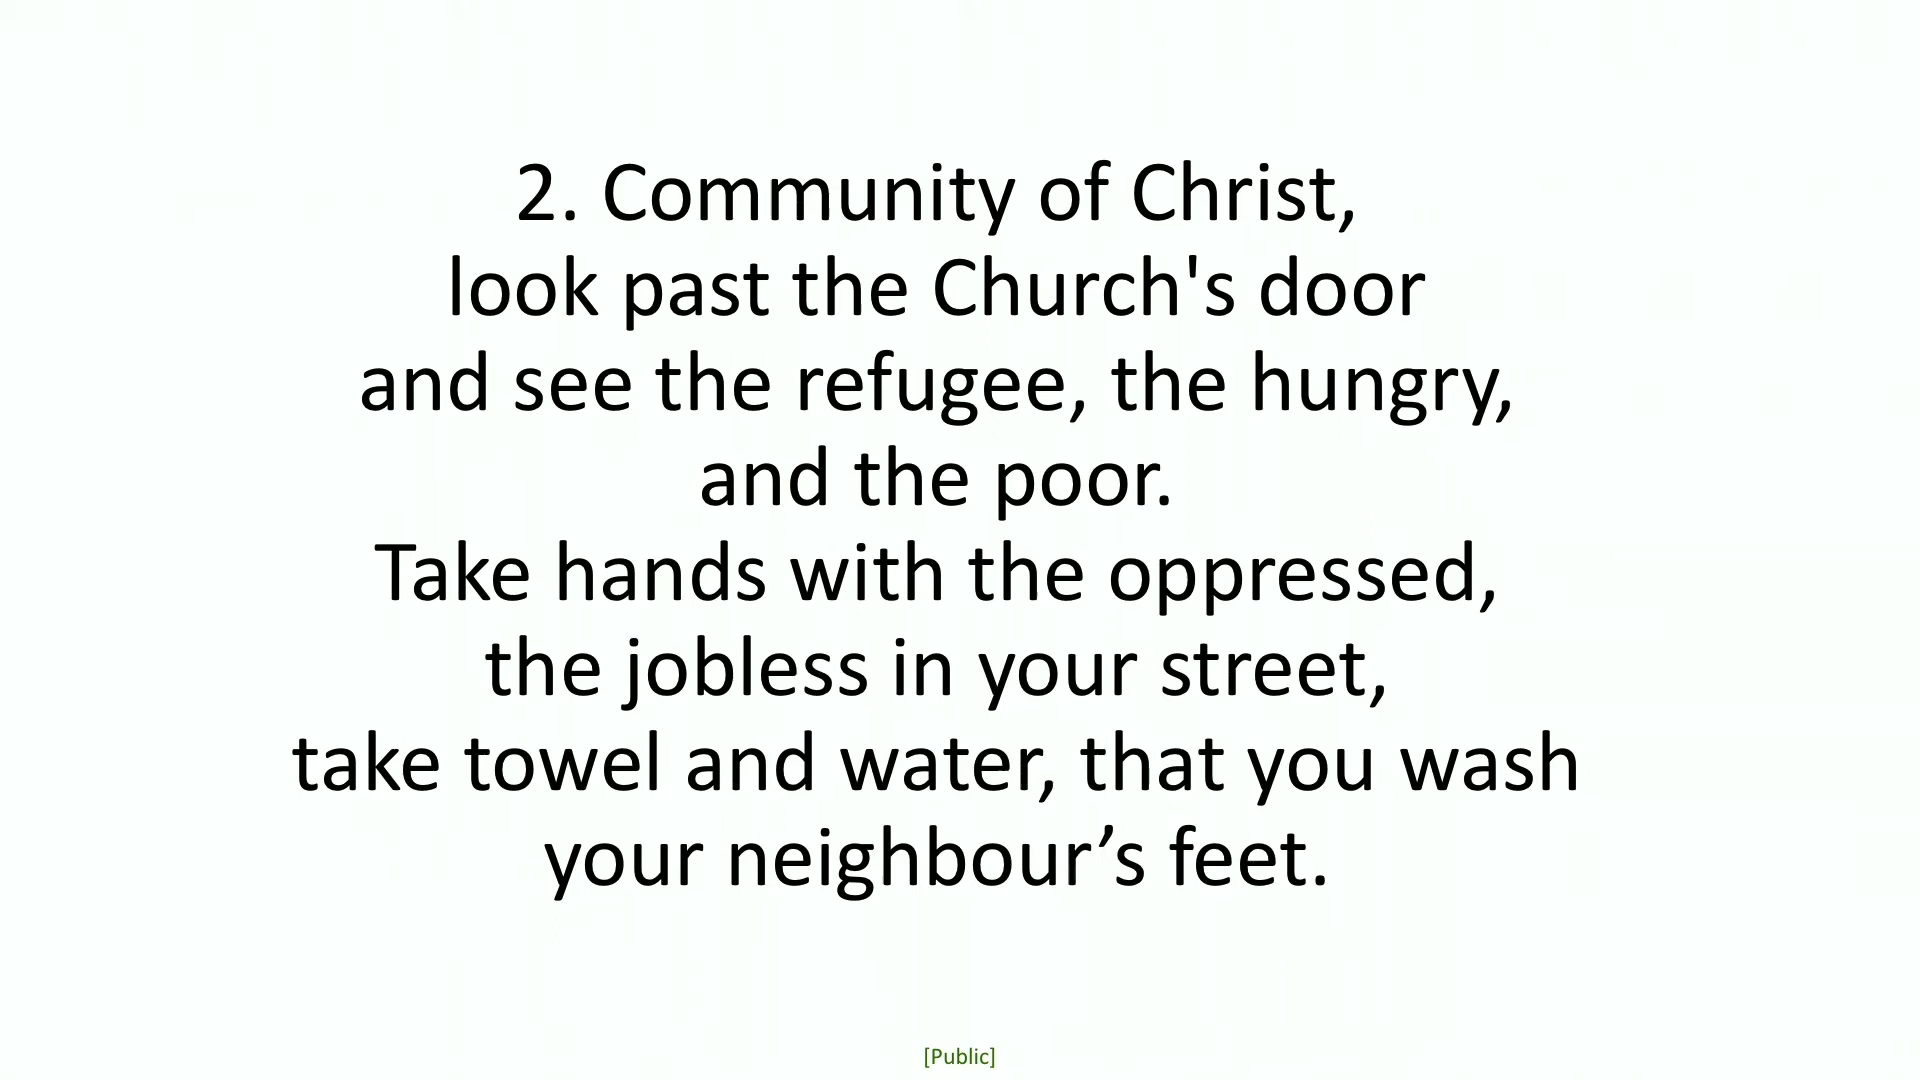 2. Community of Christ,
look past the Church's door
and see the refugee, the hungry,
and the poor.
Take hands with the oppressed,
the jobless in your street,
take towel and water, that you wash
your neighbour’s feet.
[Public]